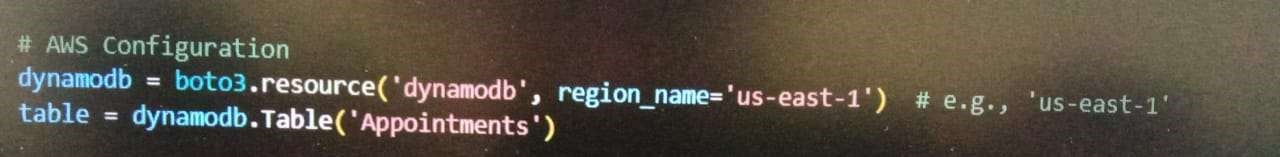 # AWS Configuration
dynamodb = boto3.resource('dynamodb', region_name='us-east-1')  # e.g., 'us-east-1'
table = dynamodb.Table('Appointments')